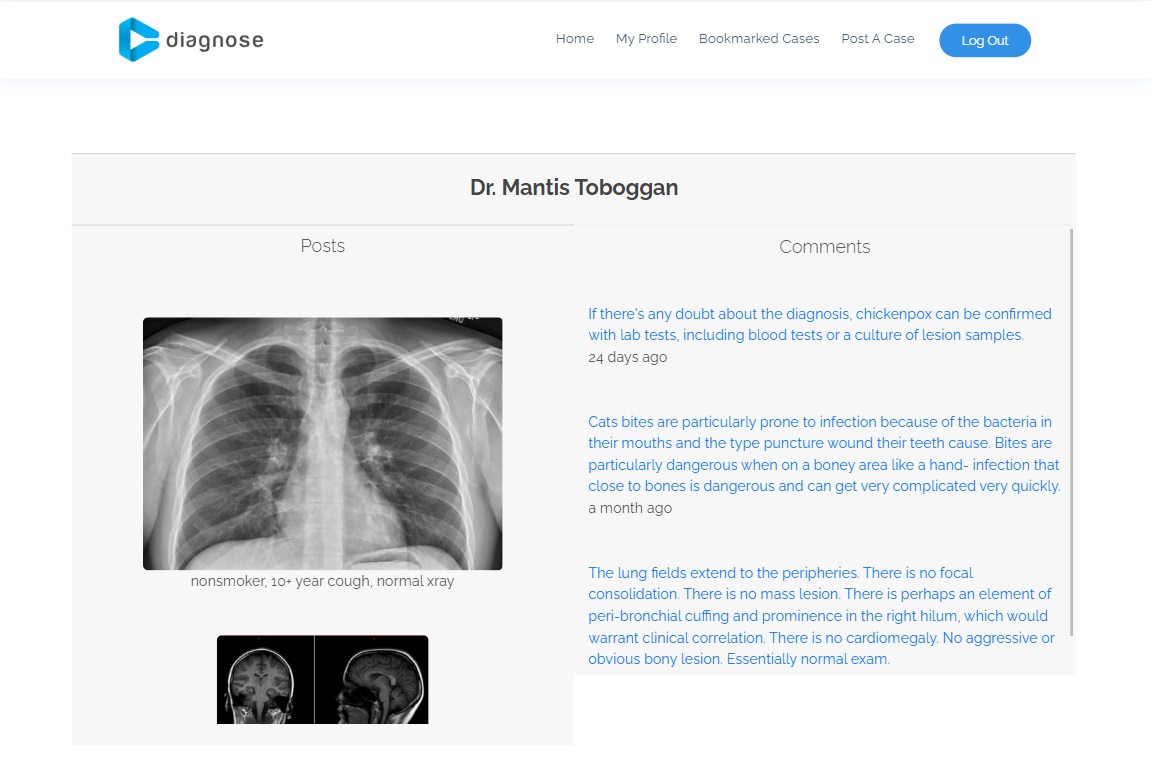 diagnose
Home My Profile Bookmarked Cases Post A Case Log Out
Dr. Mantis Toboggan
Posts
nonsmoker, 10+ year cough, normal xray
Comments
If there's any doubt about the diagnosis, chickenpox can be confirmed
with lab tests, including blood tests or a culture of lesion samples.
24 days ago
Cats bites are particularly prone to infection because of the bacteria in
their mouths and the type puncture wound their teeth cause. Bites are
particularly dangerous when on a boney area like a hand- infection that
close to bones is dangerous and can get very complicated very quickly.
a month ago
The lung fields extend to the peripheries. There is no focal
consolidation. There is no mass lesion. There is perhaps an element of
peri-bronchial cuffing and prominence in the right hilum, which would
warrant clinical correlation. There is no cardiomegaly. No aggressive or
obvious bony lesion. Essentially normal exam.